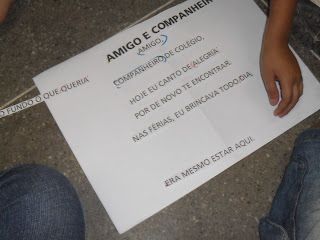 AMIGO E COMPANHEIR
AMIGO,
COMPANHEIRO DE COLÉGIO,
HOJE EU CANTO DE ALEGRIA
POR DE NOVO TE ENCONTRAR.
NAS FÉRIAS, EU BRINCAVA TODO DIA
O FUNDO O QUE QUERIA
ERA MESMO ESTAR AQUI.